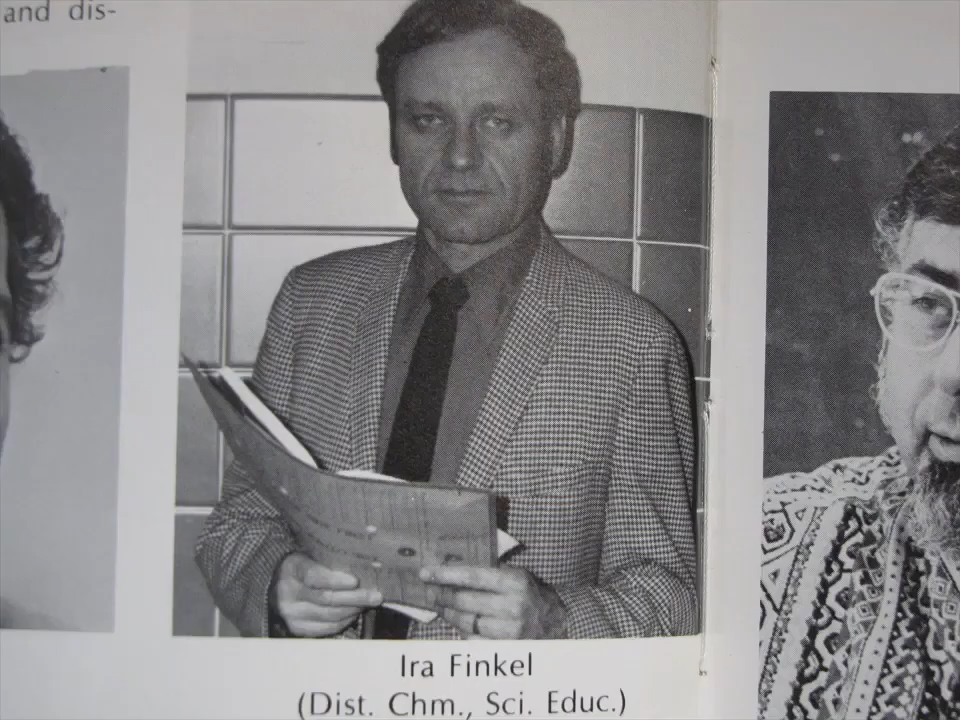 and dis-
Ira Finkel
(Dist. Chm., Sci. Educ.)